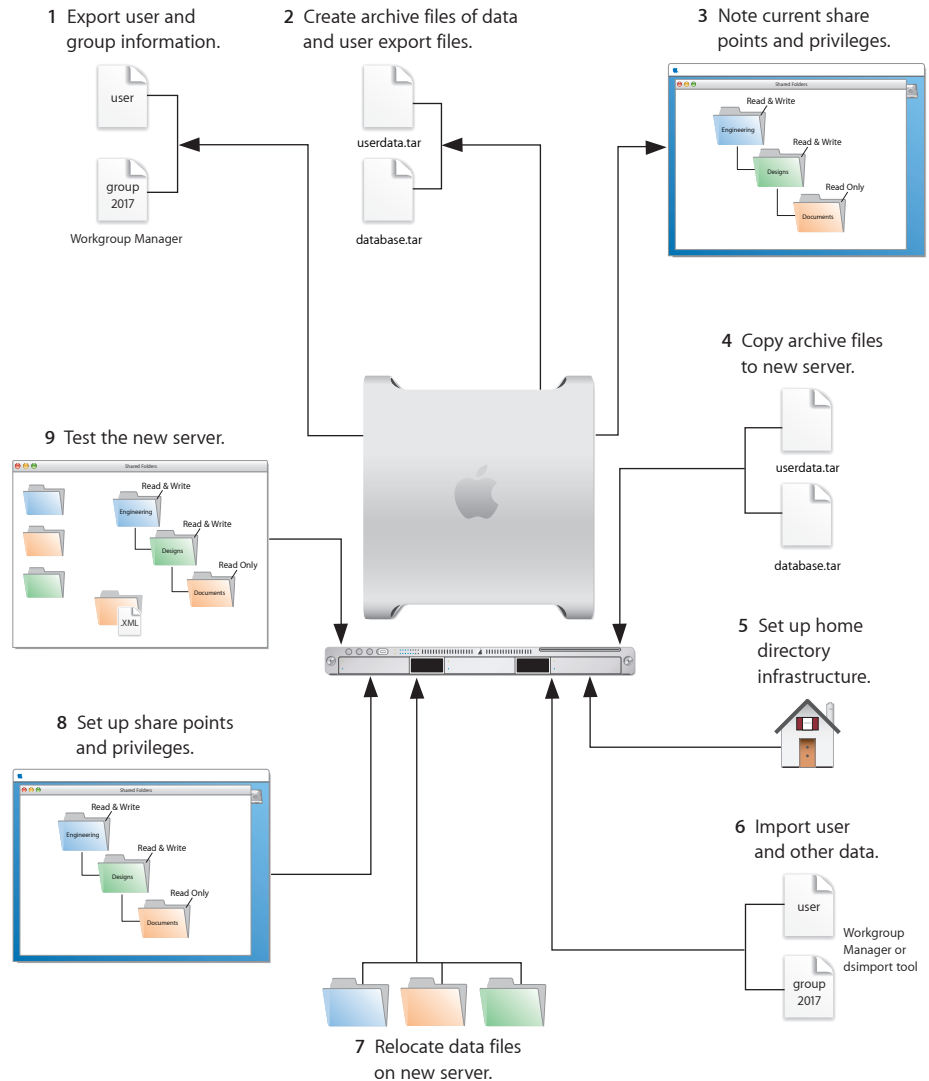 1 Export user and
group information.
user
group
2017
Workgroup Manager
2 Create archive files of data
and user export files.
userdata.tar
database.tar
3 Note current share
points and privileges.
Shared Folders
Read & Write
Engineering
Read & Write
Designs
Read Only
Documents
4 Copy archive files
to new server.
userdata.tar
database.tar
5 Set up home
directory
infrastructure.
6 Import user
and other data.
user
group
2017
Workgroup
Manager or
dsimport tool
7 Relocate data files
on new server.
8 Set up share points
and privileges.
Shared Folders
Read & Write
Engineering
Read & Write
Designs
Read Only
Documents
9 Test the new server.
Shared Folders
Read & Write
Engineering
Read & Write
Designs
Read Only
Documents
.XML